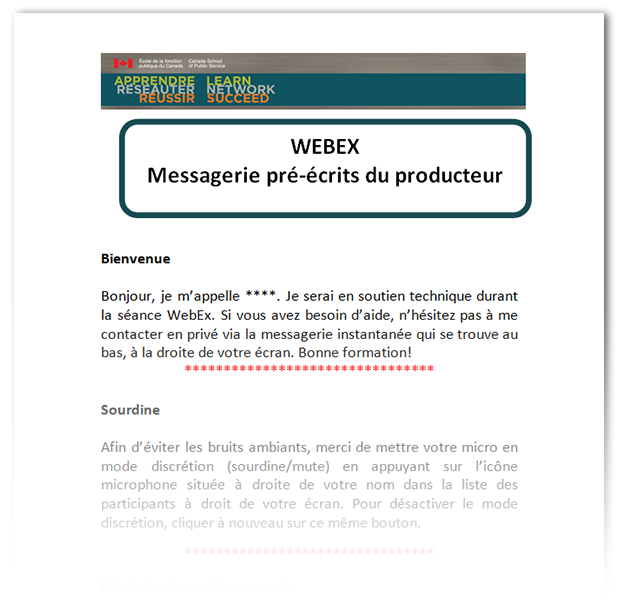 École de la fonction publique du Canada
Canada School of Public Service
APPRENDRE LEARN
RÉSEAUTER NETWORK
RÉUSSIR SUCCEED
WEBEX
Messagerie pré-écrits du producteur
Bienvenue
Bonjour, je m’appelle ****. Je serai en soutien technique durant
la séance WebEx. Si vous avez besoin d’aide, n’hésitez pas à me
contacter en privé via la messagerie instantanée qui se trouve au
bas, à la droite de votre écran. Bonne formation!
********************************
Sourdine
Afin d’éviter les bruits ambiants, merci de mettre votre micro en
mode discrétion (sourdine/mute) en appuyant sur l’icône
microphone située à droite de votre nom dans la liste des
participants à droit de votre écran. Pour désactiver le mode
discrétion, cliquer à nouveau sur ce même bouton.
********************************